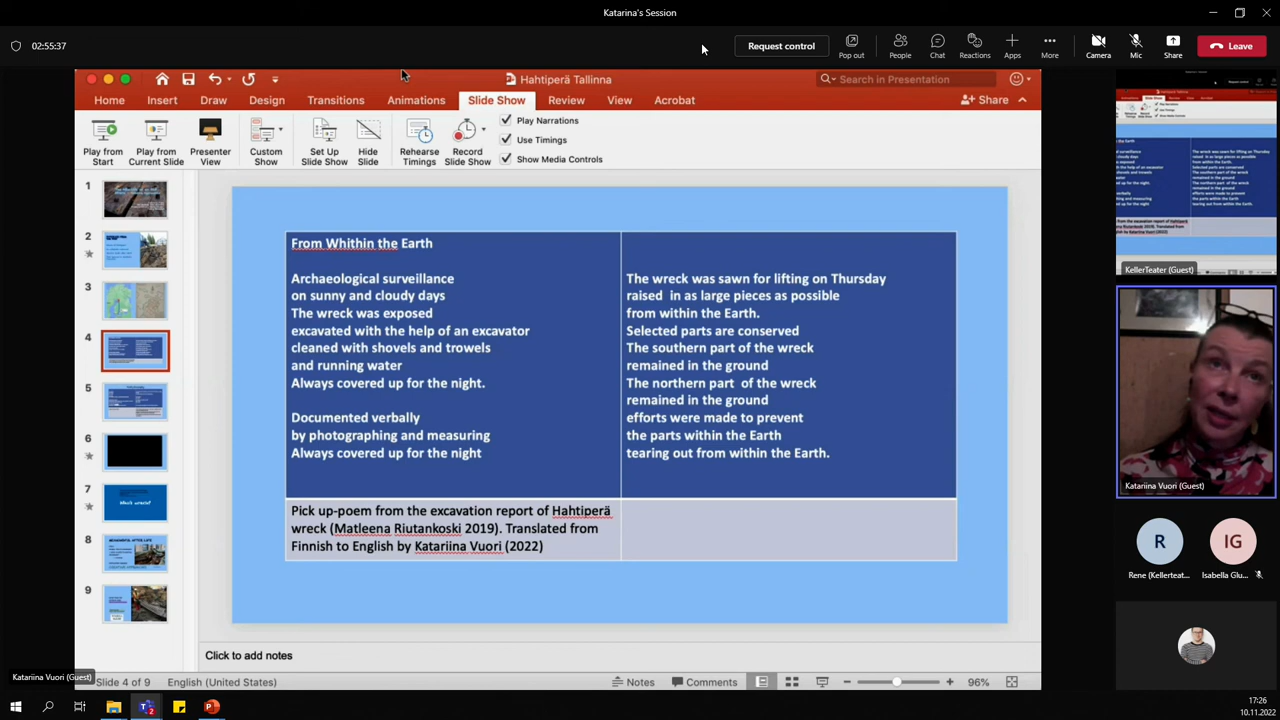 Katarina's Session
02:55:37
Request control
Pop out
People
Chat
Reactions
More
Camera
Mic
Share
Leave
Hahtiperä Tallinna
Search in Presentation
Home
Insert
Draw
Design
Transitions
Animations
Slide Show
Review
View
Acrobat
Share
Play from Start
Play from Current Slide
Presenter View
Custom Show
Set Up Slide Show
Hide Slide
Rehearse Timings
Record Slide Show
Play Narrations
Use Timings
Show Media Controls
1
2
3
4
5
6
7
8
9
From Whithin the Earth
Archaeological surveillance
on sunny and cloudy days
The wreck was exposed
excavated with the help of an excavator
cleaned with shovels and trowels
and running water
Always covered up for the night.
Documented verbally
by photographing and measuring
Always covered up for the night
The wreck was sawn for lifting on Thursday
raised in as large pieces as possible
from within the Earth.
Selected parts are conserved
The southern part of the wreck
remained in the ground
The northern part of the wreck
remained in the ground
efforts were made to prevent
the parts within the Earth
tearing out from within the Earth.
Pick up-poem from the excavation report of Hahtiperä
wreck (Matleena Riutankoski 2019). Translated from
Finnish to English by Katariina Vuori (2022)
Click to add notes
Katariina Vuori (Guest)
Slide 4 of 9
English (United States)
Notes
Comments
96%
KellerTeater (Guest)
Katariina Vuori (Guest)
R
IG
Rene (Kellerteat...
Isabella Glu...
17:26
10.11.2022